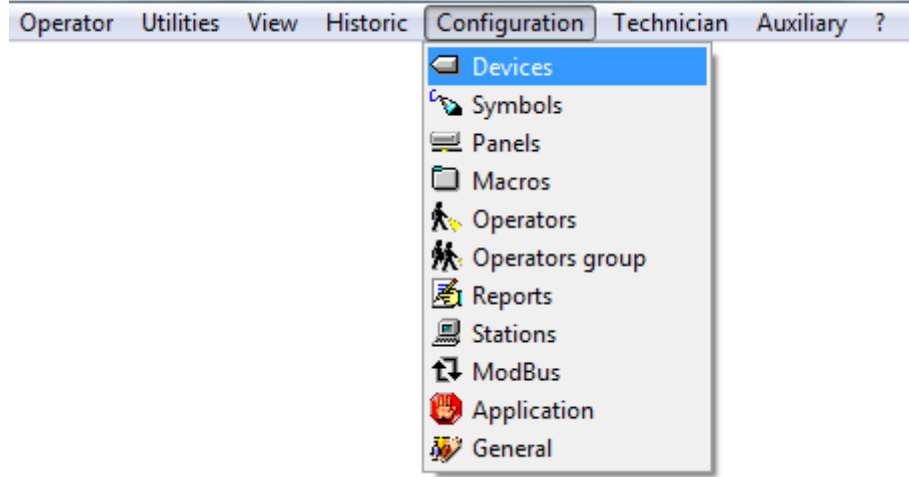 Operator Utilities View Historic Configuration Technician Auxiliary ?
Devices
Symbols
Panels
Macros
Operators
Operators group
Reports
Stations
ModBus
Application
General